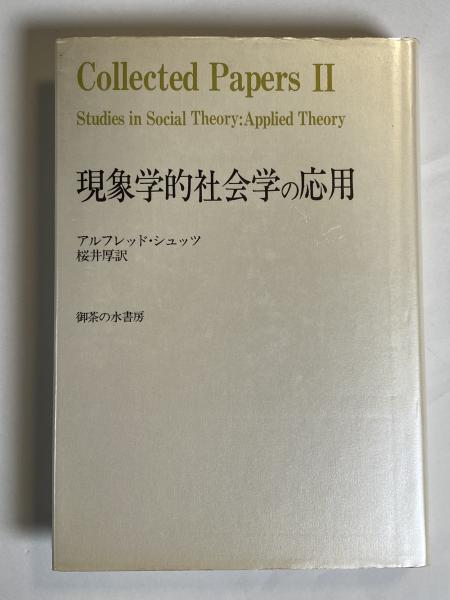 Collected Papers II
Studies in Social Theory: Applied Theory
現象学的社会学の応用
アルフレッド・シュッツ
桜井厚訳
御茶の水書房